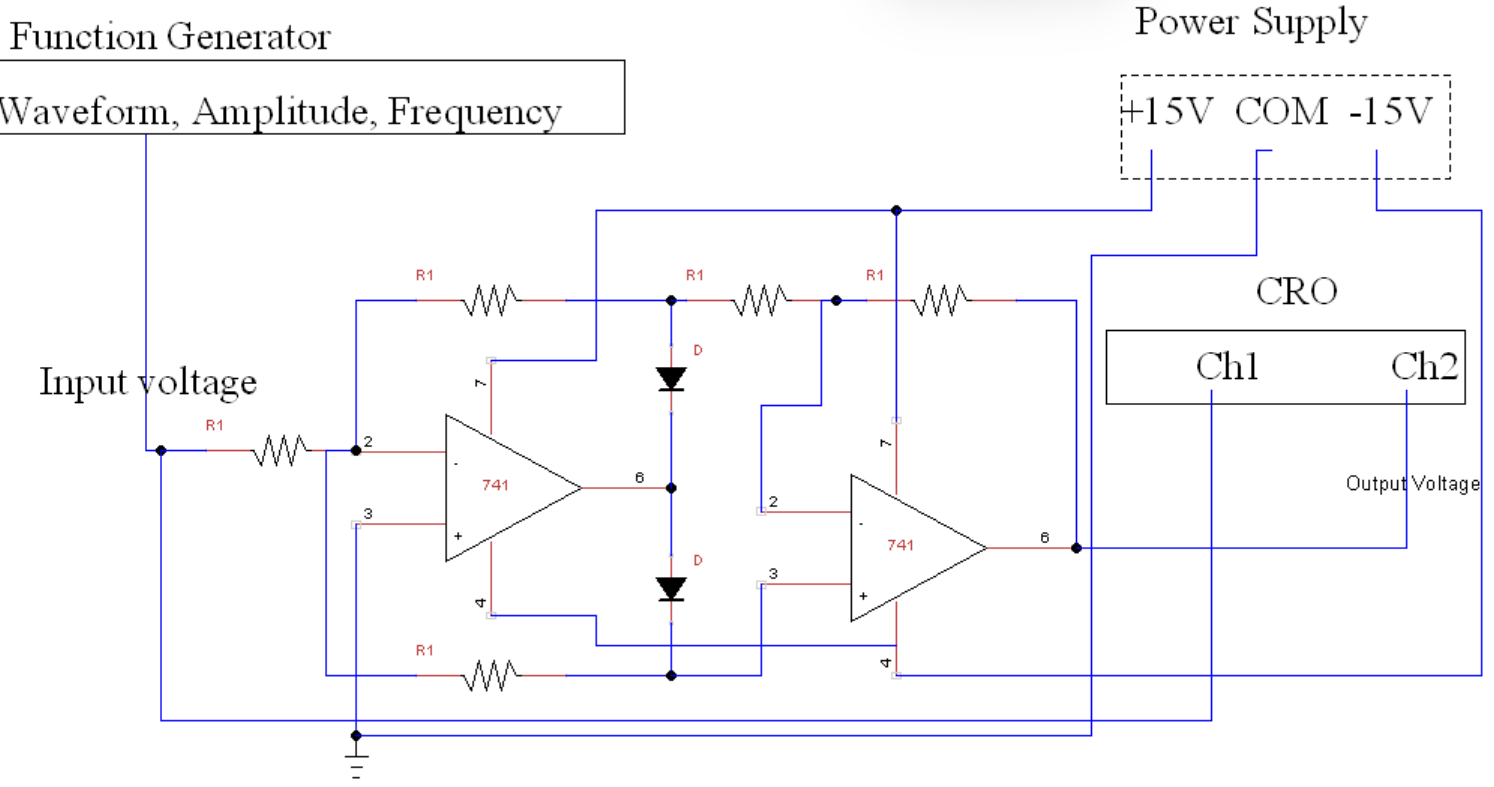 Function Generator
Waveform, Amplitude, Frequency
Power Supply
+15V COM -15V
CRO
Ch1 Ch2
Input voltage
R1
R1
R1
R1
R1
D
D
2
3
7
4
6
-
+
741
2
3
7
4
6
-
+
741
Output Voltage